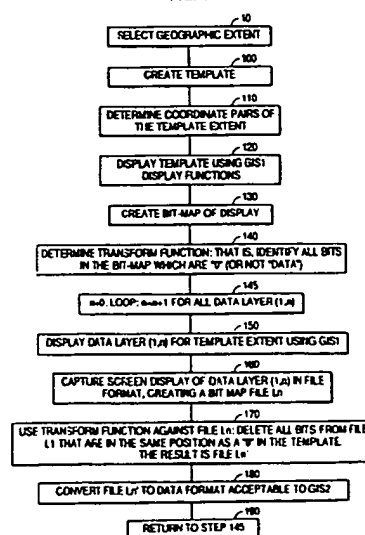 10
SELECT GEOGRAPHIC EXTENT
100
CREATE TEMPLATE
110
DETERMINE COORDINATE PAIRS OF
THE TEMPLATE EXTENT
120
DISPLAY TEMPLATE USING GIS1
DISPLAY FUNCTIONS
130
CREATE BIT-MAP OF DISPLAY
140
DETERMINE TRANSFORM FUNCTION: THAT IS, IDENTIFY ALL BITS
IN THE BIT-MAP WHICH ARE "0" (OR NOT "DATA")
145
n=0, LOOP: n=n+1 FOR ALL DATA LAYER (1,n)
150
DISPLAY DATA LAYER (1,n) FOR TEMPLATE EXTENT USING GIS1
160
CAPTURE SCREEN DISPLAY OF DATA LAYER (1,n) IN FILE
FORMAT, CREATING A BIT MAP FILE Ln
170
USE TRANSFORM FUNCTION AGAINST FILE Ln: DELETE ALL BITS FROM FILE
L1 THAT ARE IN THE SAME POSITION AS A "0" IN THE TEMPLATE.
THE RESULT IS FILE Ln'
180
CONVERT FILE Ln' TO DATA FORMAT ACCEPTABLE TO GIS2
190
RETURN TO STEP 145